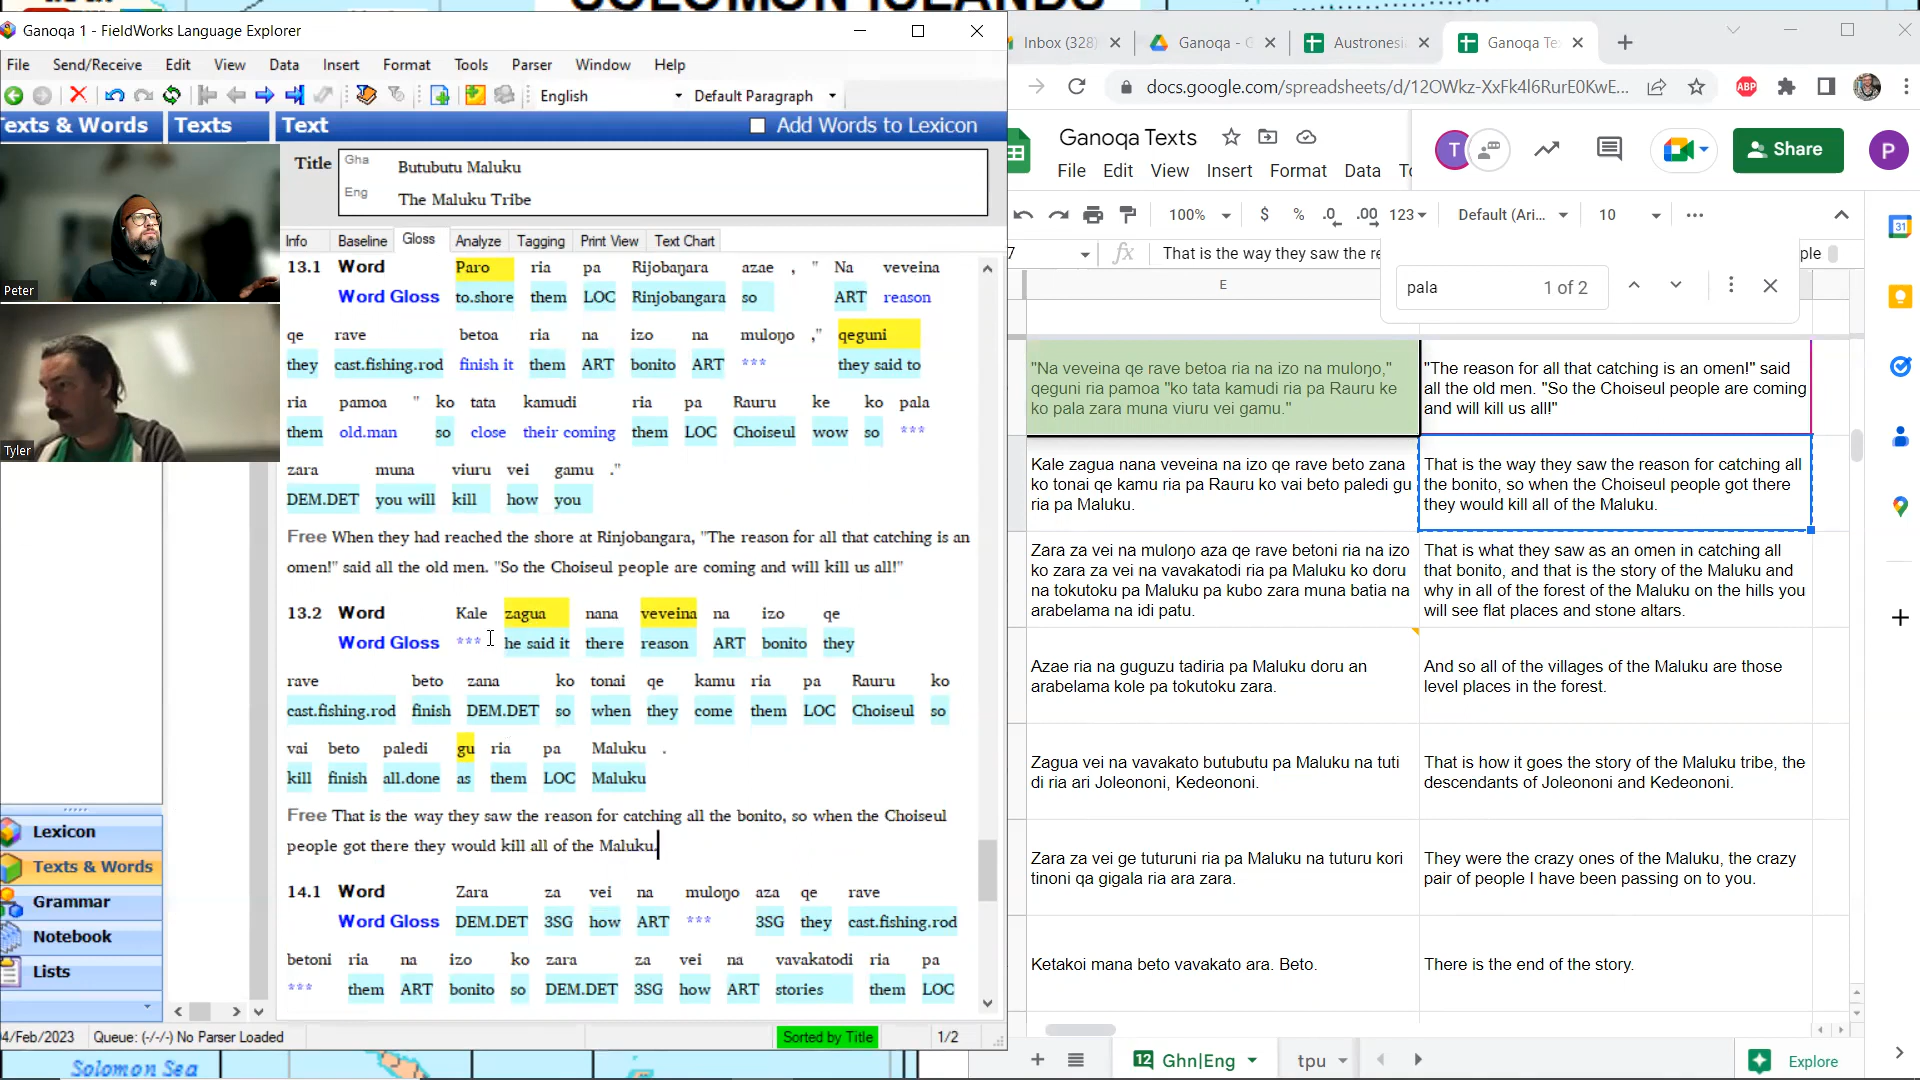 SOLOMON ISLANDS
Ganoqa 1 - FieldWorks Language Explorer
File Send/Receive Edit View Data Insert Format Tools Parser Window Help
English Default Paragraph
Texts & Words Texts Text Add Words to Lexicon
Title Gha Butubutu Maluku
Eng The Maluku Tribe
Info Baseline Gloss Analyze Tagging Print View Text Chart
Peter
Tyler
13.1 Word Paro ria pa Rijobaŋara azae , " Na veveina
Word Gloss to.shore them LOC Rinjobangara so ART reason
qe rave betoa ria na izo na muloŋo ," qeguni
they cast.fishing.rod finish it them ART bonito ART *** they said to
ria pamoa " ko tata kamudi ria pa Rauru ke ko pala
them old.man so close their coming them LOC Choiseul wow so ***
zara muna viuru vei gamu ."
DEM.DET you will kill how you
Free When they had reached the shore at Rinjobangara, "The reason for all that catching is an
omen!" said all the old men. "So the Choiseul people are coming and will kill us all!"
13.2 Word Kale zagua nana veveina na izo qe
Word Gloss *** he said it there reason ART bonito they
rave beto zana ko tonai qe kamu ria pa Rauru ko
cast.fishing.rod finish DEM.DET so when they come them LOC Choiseul so
vai beto paledi gu ria pa Maluku .
kill finish all.done as them LOC Maluku
Free That is the way they saw the reason for catching all the bonito, so when the Choiseul
people got there they would kill all of the Maluku.
14.1 Word Zara za vei na muloŋo aza qe rave
Word Gloss DEM.DET 3SG how ART *** 3SG they cast.fishing.rod
betoni ria na izo ko zara za vei na vavakatodi ria pa
*** them ART bonito so DEM.DET 3SG how ART stories them LOC
Lexicon
Texts & Words
Grammar
Notebook
Lists
04/Feb/2023 Queue: (-/-/-) No Parser Loaded Sorted by Title 1/2
Solomon Sea
Inbox (328) Ganoqa - G Austronesi Ganoqa Te
docs.google.com/spreadsheets/d/12OWkz-XxFk4l6RurE0KwE...
ABP
Ganoqa Texts
File Edit View Insert Format Data
T Share P
100% $ % .0 .00 123 Default (Ari... 10
7 fx That is the way they saw the re ple
pala 1 of 2
E
"Na veveina qe rave betoa ria na izo na muloŋo,"
qeguni ria pamoa "ko tata kamudi ria pa Rauru ke
ko pala zara muna viuru vei gamu."
"The reason for all that catching is an omen!" said
all the old men. "So the Choiseul people are coming
and will kill us all!"
Kale zagua nana veveina na izo qe rave beto zana
ko tonai qe kamu ria pa Rauru ko vai beto paledi gu
ria pa Maluku.
That is the way they saw the reason for catching all
the bonito, so when the Choiseul people got there
they would kill all of the Maluku.
Zara za vei na muloŋo aza qe rave betoni ria na izo
ko zara za vei na vavakatodi ria pa Maluku ko doru
na tokutoku pa Maluku pa kubo zara muna batia na
arabelama na idi patu.
That is what they saw as an omen in catching all
that bonito, and that is the story of the Maluku and
why in all of the forest of the Maluku on the hills you
will see flat places and stone altars.
Azae ria na guguzu tadiria pa Maluku doru an
arabelama kole pa tokutoku zara.
And so all of the villages of the Maluku are those
level places in the forest.
Zagua vei na vavakato butubutu pa Maluku na tuti
di ria ari Joleononi, Kedeononi.
That is how it goes the story of the Maluku tribe, the
descendants of Joleononi and Kedeononi.
Zara za vei ge tuturuni ria pa Maluku na tuturu kori
tinoni qa gigala ria ara zara.
They were the crazy ones of the Maluku, the crazy
pair of people I have been passing on to you.
Ketakoi mana beto vavakato ara. Beto.
There is the end of the story.
12 Ghn|Eng tpu Explore
31